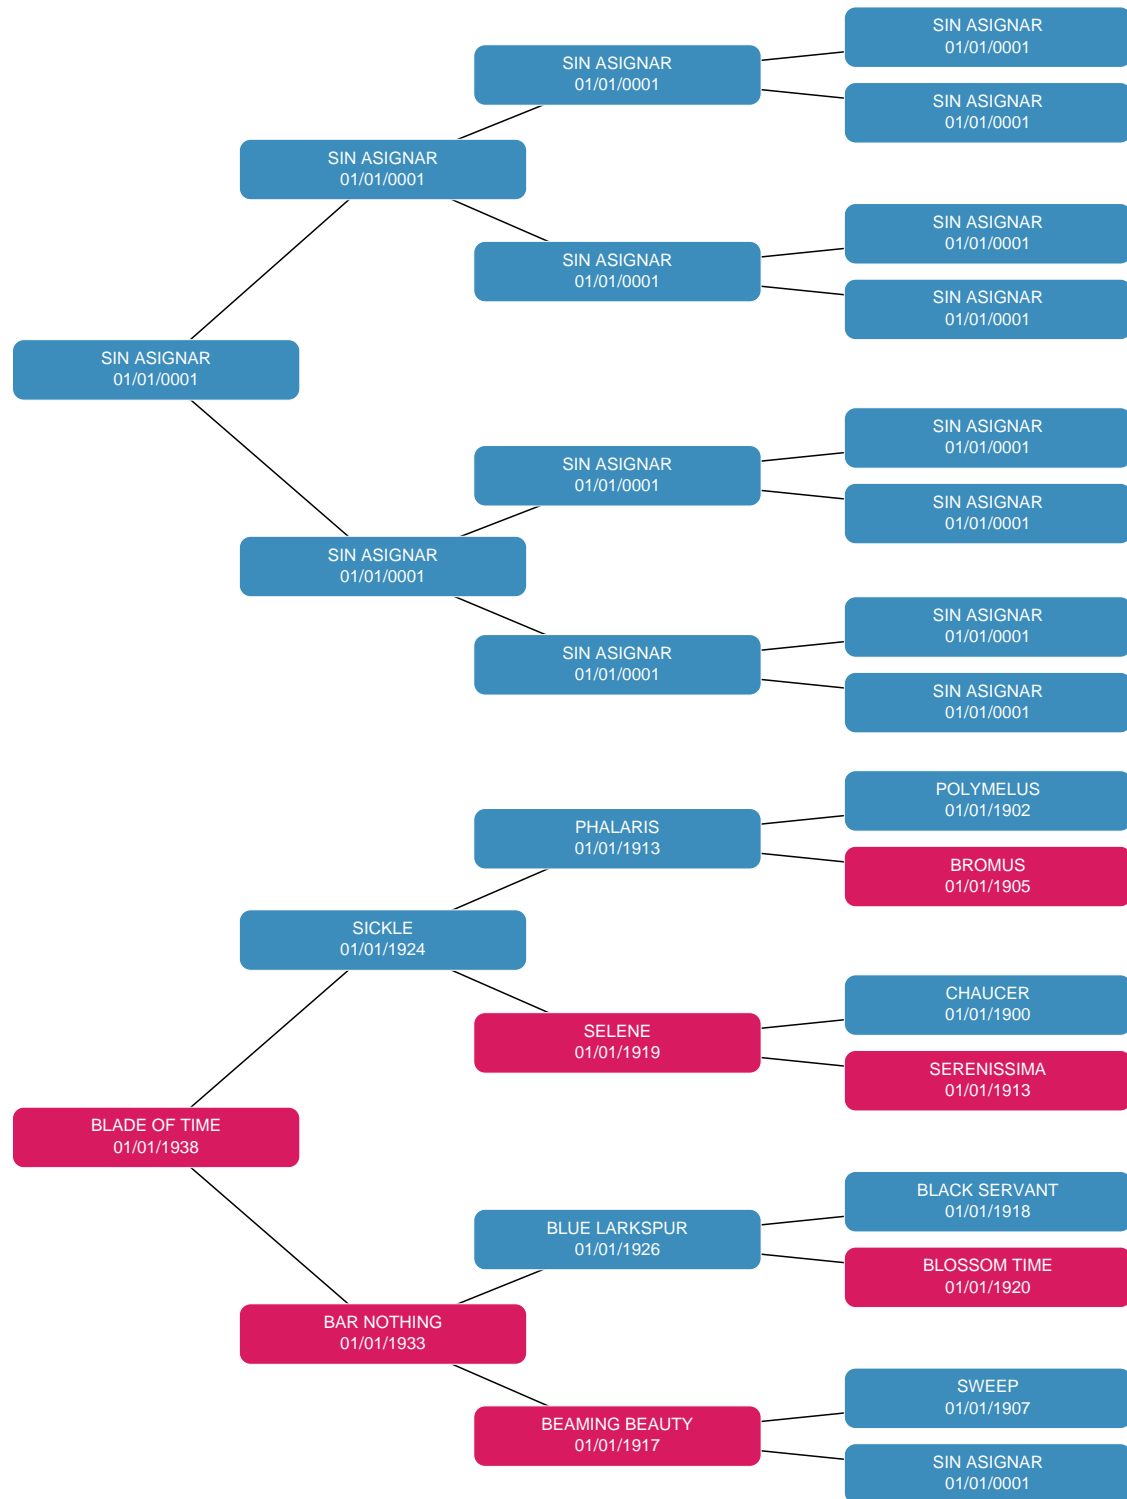 SIN ASIGNAR
01/01/0001
SIN ASIGNAR
01/01/0001
SIN ASIGNAR
01/01/0001
SIN ASIGNAR
01/01/0001
SIN ASIGNAR
01/01/0001
SIN ASIGNAR
01/01/0001
SIN ASIGNAR
01/01/0001
SIN ASIGNAR
01/01/0001
SIN ASIGNAR
01/01/0001
SIN ASIGNAR
01/01/0001
SIN ASIGNAR
01/01/0001
SIN ASIGNAR
01/01/0001
SIN ASIGNAR
01/01/0001
SIN ASIGNAR
01/01/0001
SIN ASIGNAR
01/01/0001
POLYMELUS
01/01/1902
PHALARIS
01/01/1913
BROMUS
01/01/1905
SICKLE
01/01/1924
CHAUCER
01/01/1900
SELENE
01/01/1919
SERENISSIMA
01/01/1913
BLADE OF TIME
01/01/1938
BLACK SERVANT
01/01/1918
BLUE LARKSPUR
01/01/1926
BLOSSOM TIME
01/01/1920
BAR NOTHING
01/01/1933
SWEEP
01/01/1907
BEAMING BEAUTY
01/01/1917
SIN ASIGNAR
01/01/0001